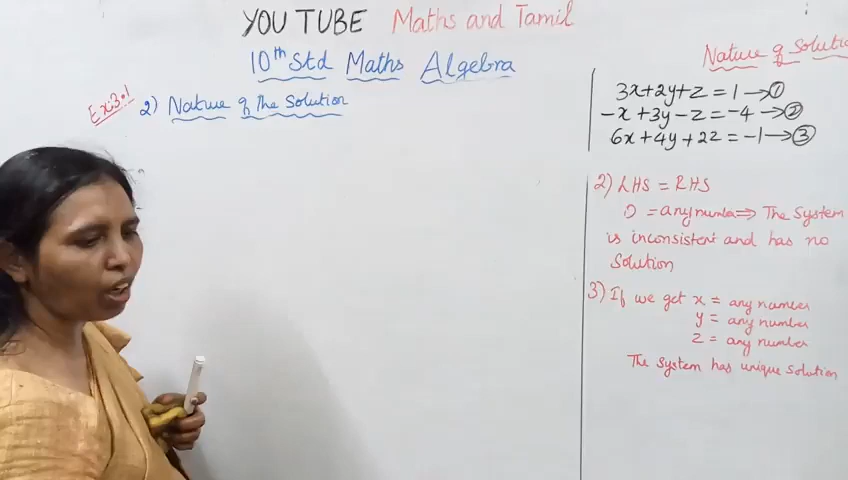 YOU TUBE Maths and Tamil
10th Std Maths Algebra
Ex:3.1
2) Nature of the Solution
Nature of Solutio
3x+2y+z=1→①
-x+3y-z=-4→②
6x+4y+2z=-1→③
2) LHS = RHS
0 = any number ⇒ The System
is inconsistent and has no
Solution
3) If we get x = any number
y = any number
z = any number
The System has unique solution